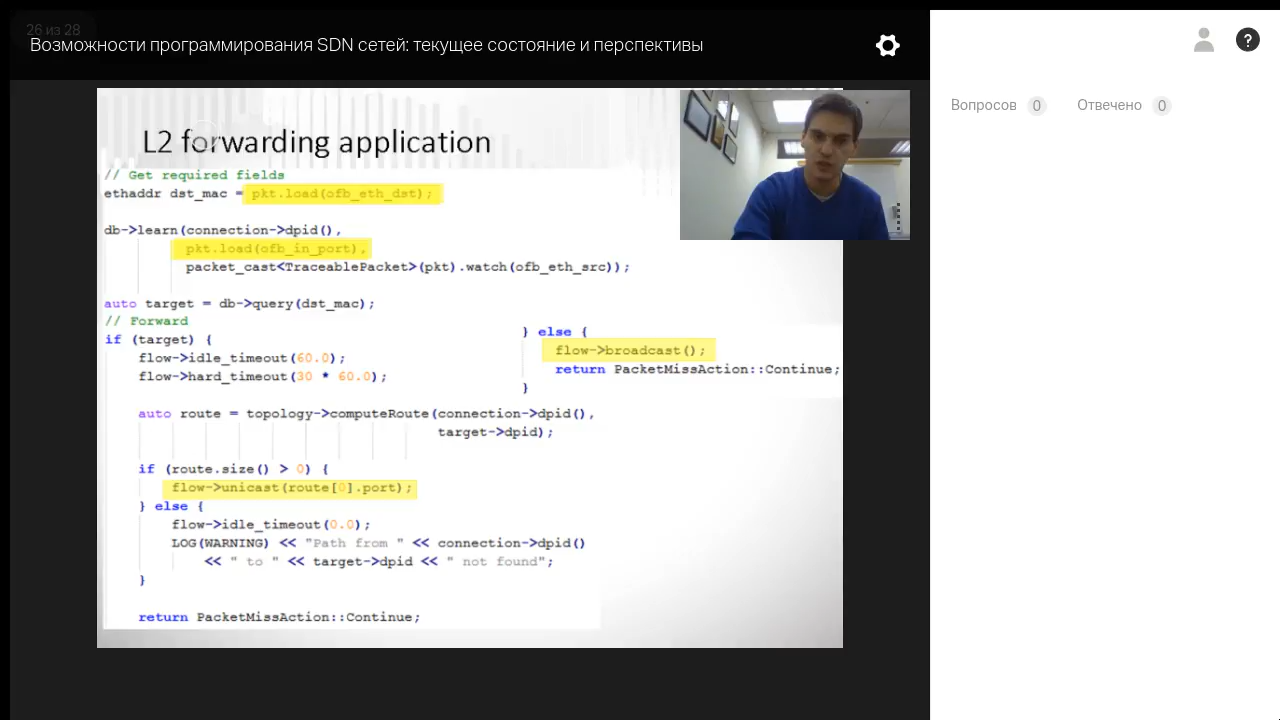 26 из 28
Возможности программирования SDN сетей: текущее состояние и перспективы
?
Вопросов 0 Отвечено 0
L2 forwarding application
// Get required fields
ethaddr dst_mac = pkt.load(ofb_eth_dst);
db->learn(connection->dpid(),
pkt.load(ofb_in_port),
packet_cast<TraceablePacket>(pkt).watch(ofb_eth_src));
auto target = db->query(dst_mac);
// Forward
if (target) {
flow->idle_timeout(60.0);
flow->hard_timeout(30 * 60.0);
auto route = topology->computeRoute(connection->dpid(),
target->dpid);
if (route.size() > 0) {
flow->unicast(route[0].port);
} else {
flow->idle_timeout(0.0);
LOG(WARNING) << "Path from " << connection->dpid()
<< " to " << target->dpid << " not found";
}
return PacketMissAction::Continue;
} else {
flow->broadcast();
return PacketMissAction::Continue;
}